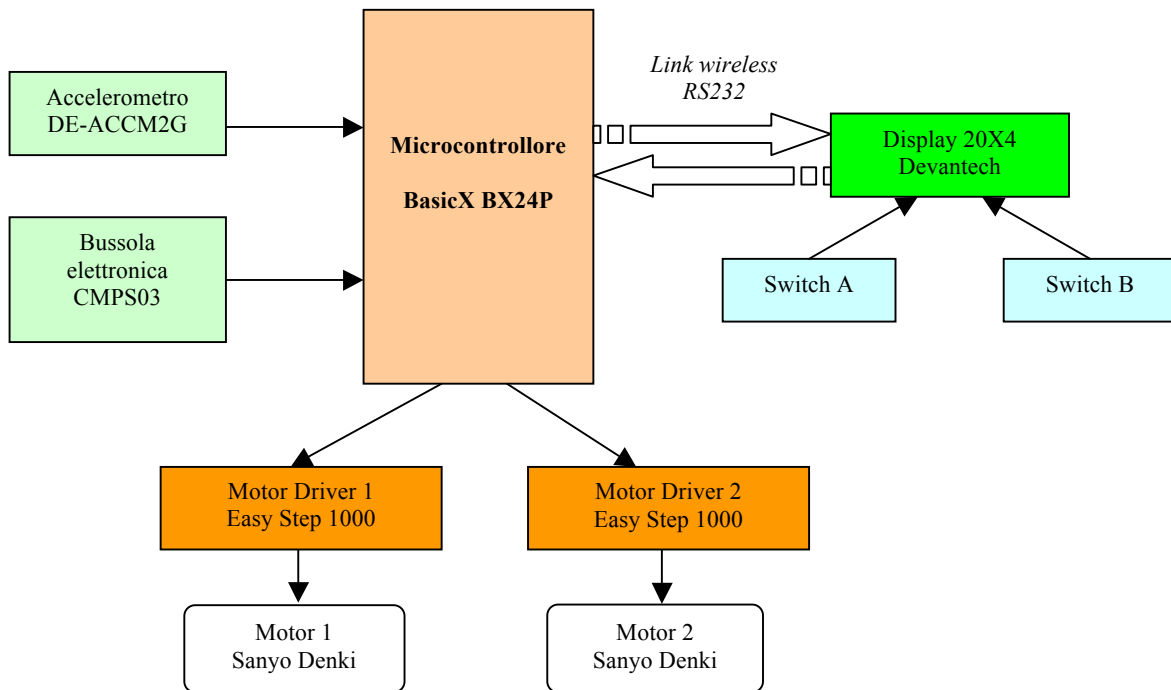 Accelerometro
DE-ACCM2G
Bussola
elettronica
CMPS03
Microcontrollore
BasicX BX24P
Link wireless
RS232
Display 20X4
Devantech
Switch A
Switch B
Motor Driver 1
Easy Step 1000
Motor Driver 2
Easy Step 1000
Motor 1
Sanyo Denki
Motor 2
Sanyo Denki